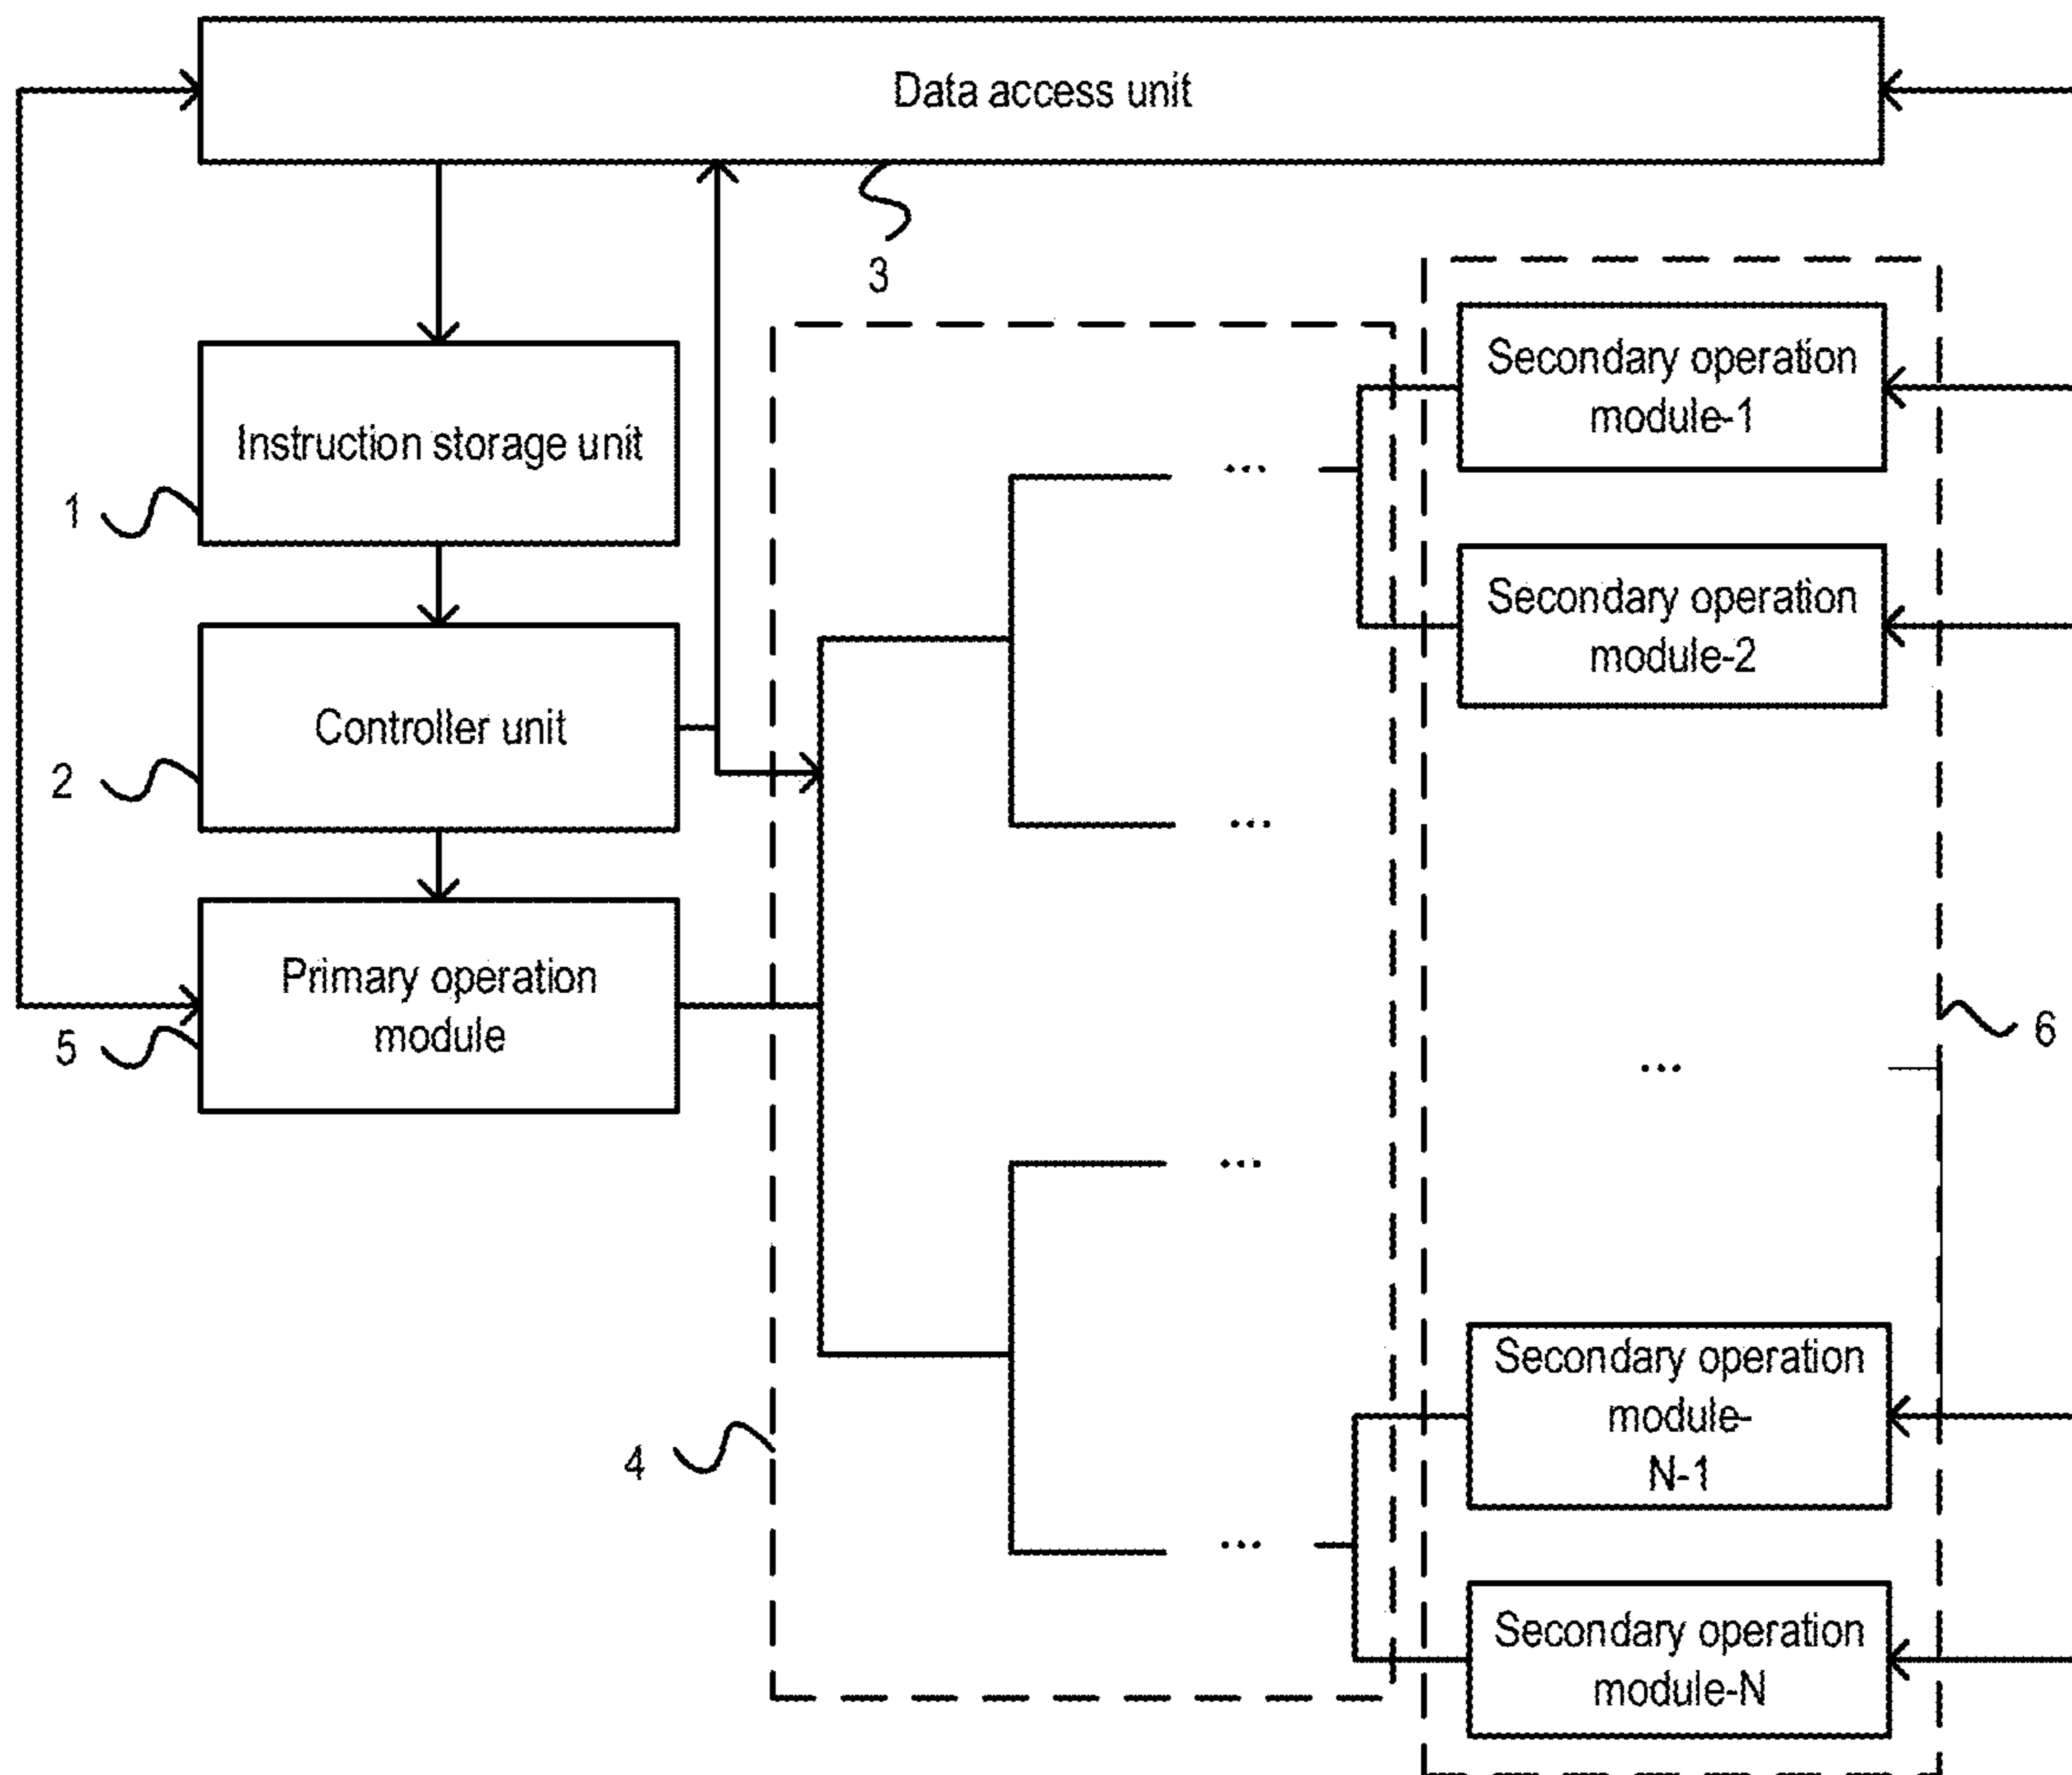 Data access unit
3
Instruction storage unit
1
Controller unit
2
Primary operation
module
5
4
Secondary operation
module-1
Secondary operation
module-2
...
...
...
...
...
6
Secondary operation
module-
N-1
Secondary operation
module-N